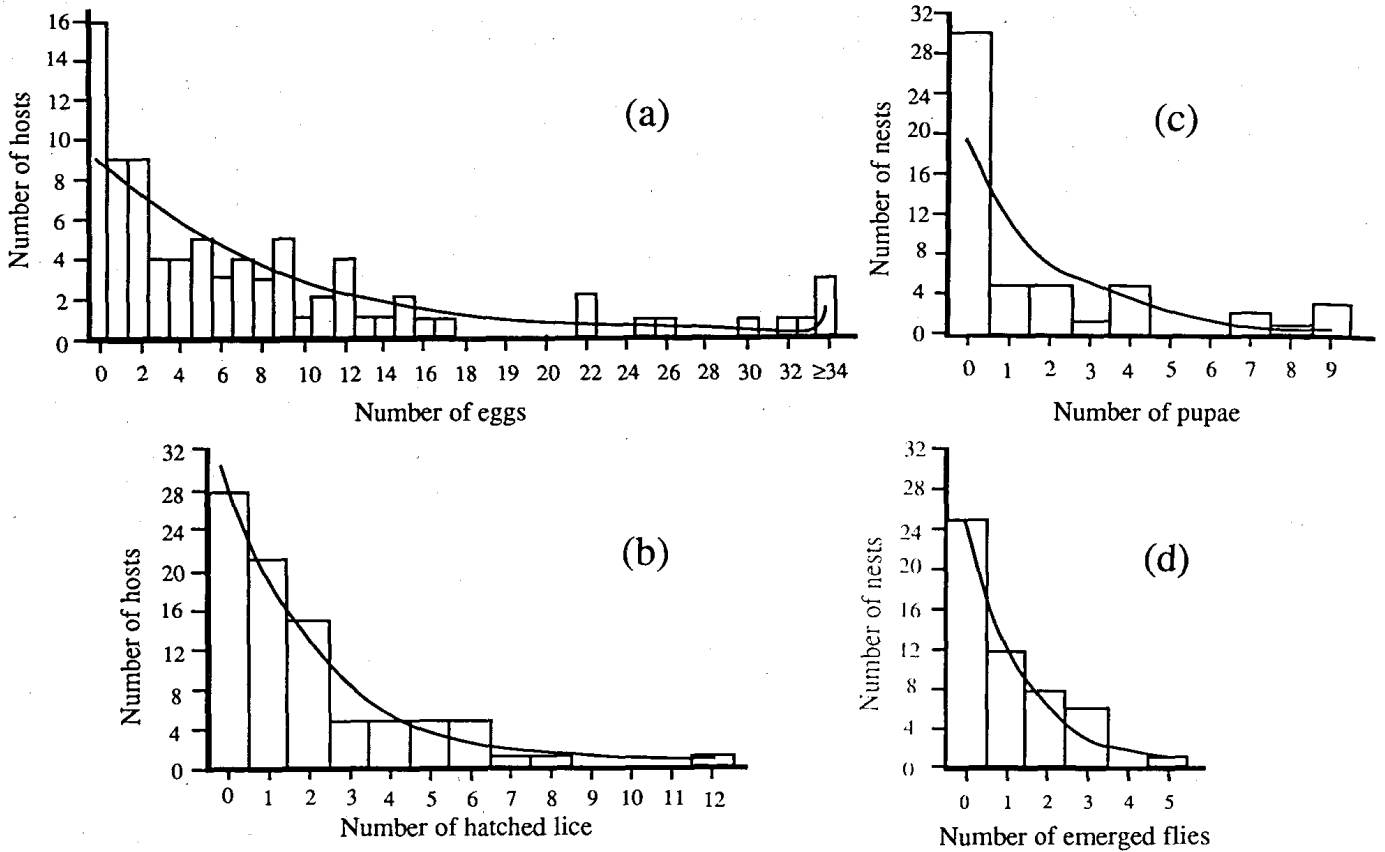 (a)
Number of hosts
16
14
12
10
8
6
4
2
0
0 2 4 6 8 10 12 14 16 18 19 20 22 24 26 28 30 32 ≥34
Number of eggs
(c)
Number of nests
32
28
24
20
16
12
8
4
0
0 1 2 3 4 5 6 7 8 9
Number of pupae
(b)
Number of hosts
32
28
24
20
16
12
8
4
0
0 1 2 3 4 5 6 7 8 9 10 11 12
Number of hatched lice
(d)
Number of nests
32
28
24
20
16
12
8
4
0
0 1 2 3 4 5
Number of emerged flies